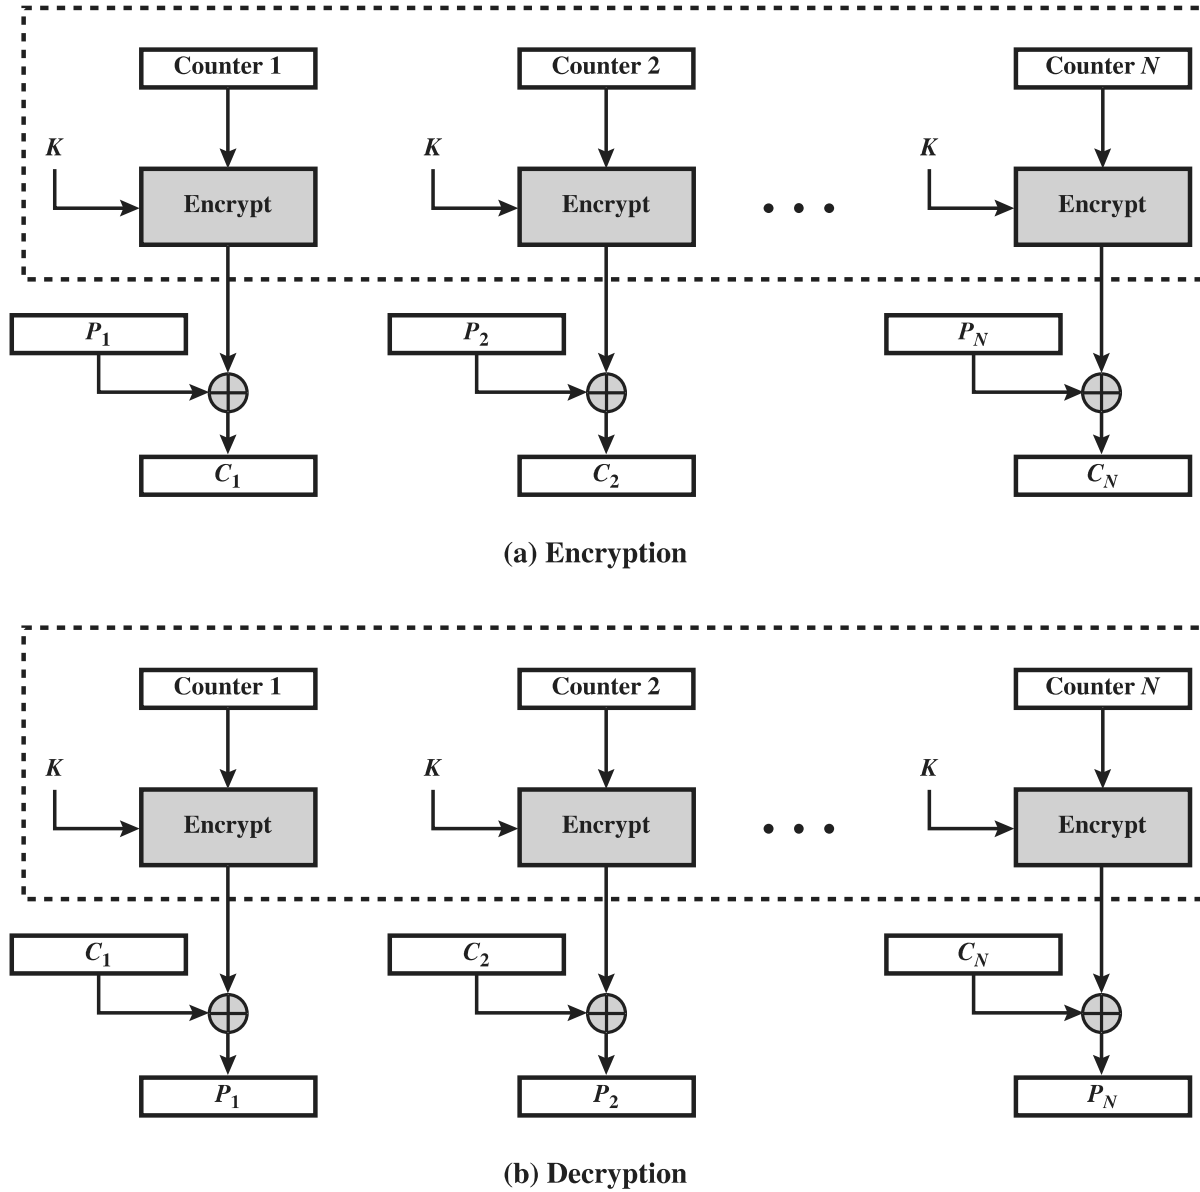 Counter 1 Counter 2 Counter N
K K K
Encrypt Encrypt • • • Encrypt
P1 P2 PN
C1 C2 CN
(a) Encryption
Counter 1 Counter 2 Counter N
K K K
Encrypt Encrypt • • • Encrypt
C1 C2 CN
P1 P2 PN
(b) Decryption